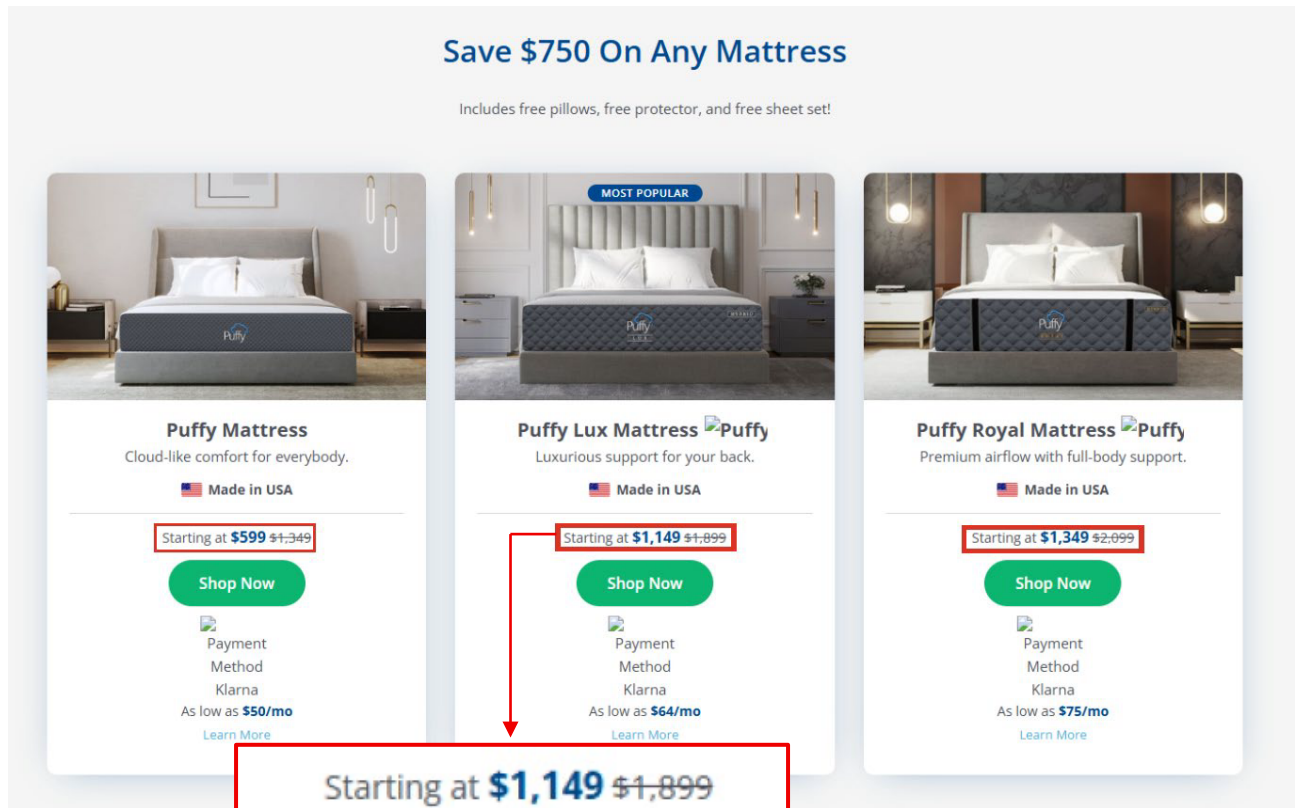 Save $750 On Any Mattress
Includes free pillows, free protector, and free sheet set!
Puffy
Puffy Mattress
Cloud-like comfort for everybody.
Made in USA
Starting at $599 $1,349
Shop Now
Payment
Method
Klarna
As low as $50/mo
Learn More
MOST POPULAR
Puffy
LUX
HYBRID
Puffy Lux Mattress Puffy
Luxurious support for your back.
Made in USA
Starting at $1,149 $1,899
Shop Now
Payment
Method
Klarna
As low as $64/mo
Learn More
Puffy
Puffy Royal Mattress Puffy
Premium airflow with full-body support.
Made in USA
Starting at $1,349 $2,099
Shop Now
Payment
Method
Klarna
As low as $75/mo
Learn More
Starting at $1,149 $1,899